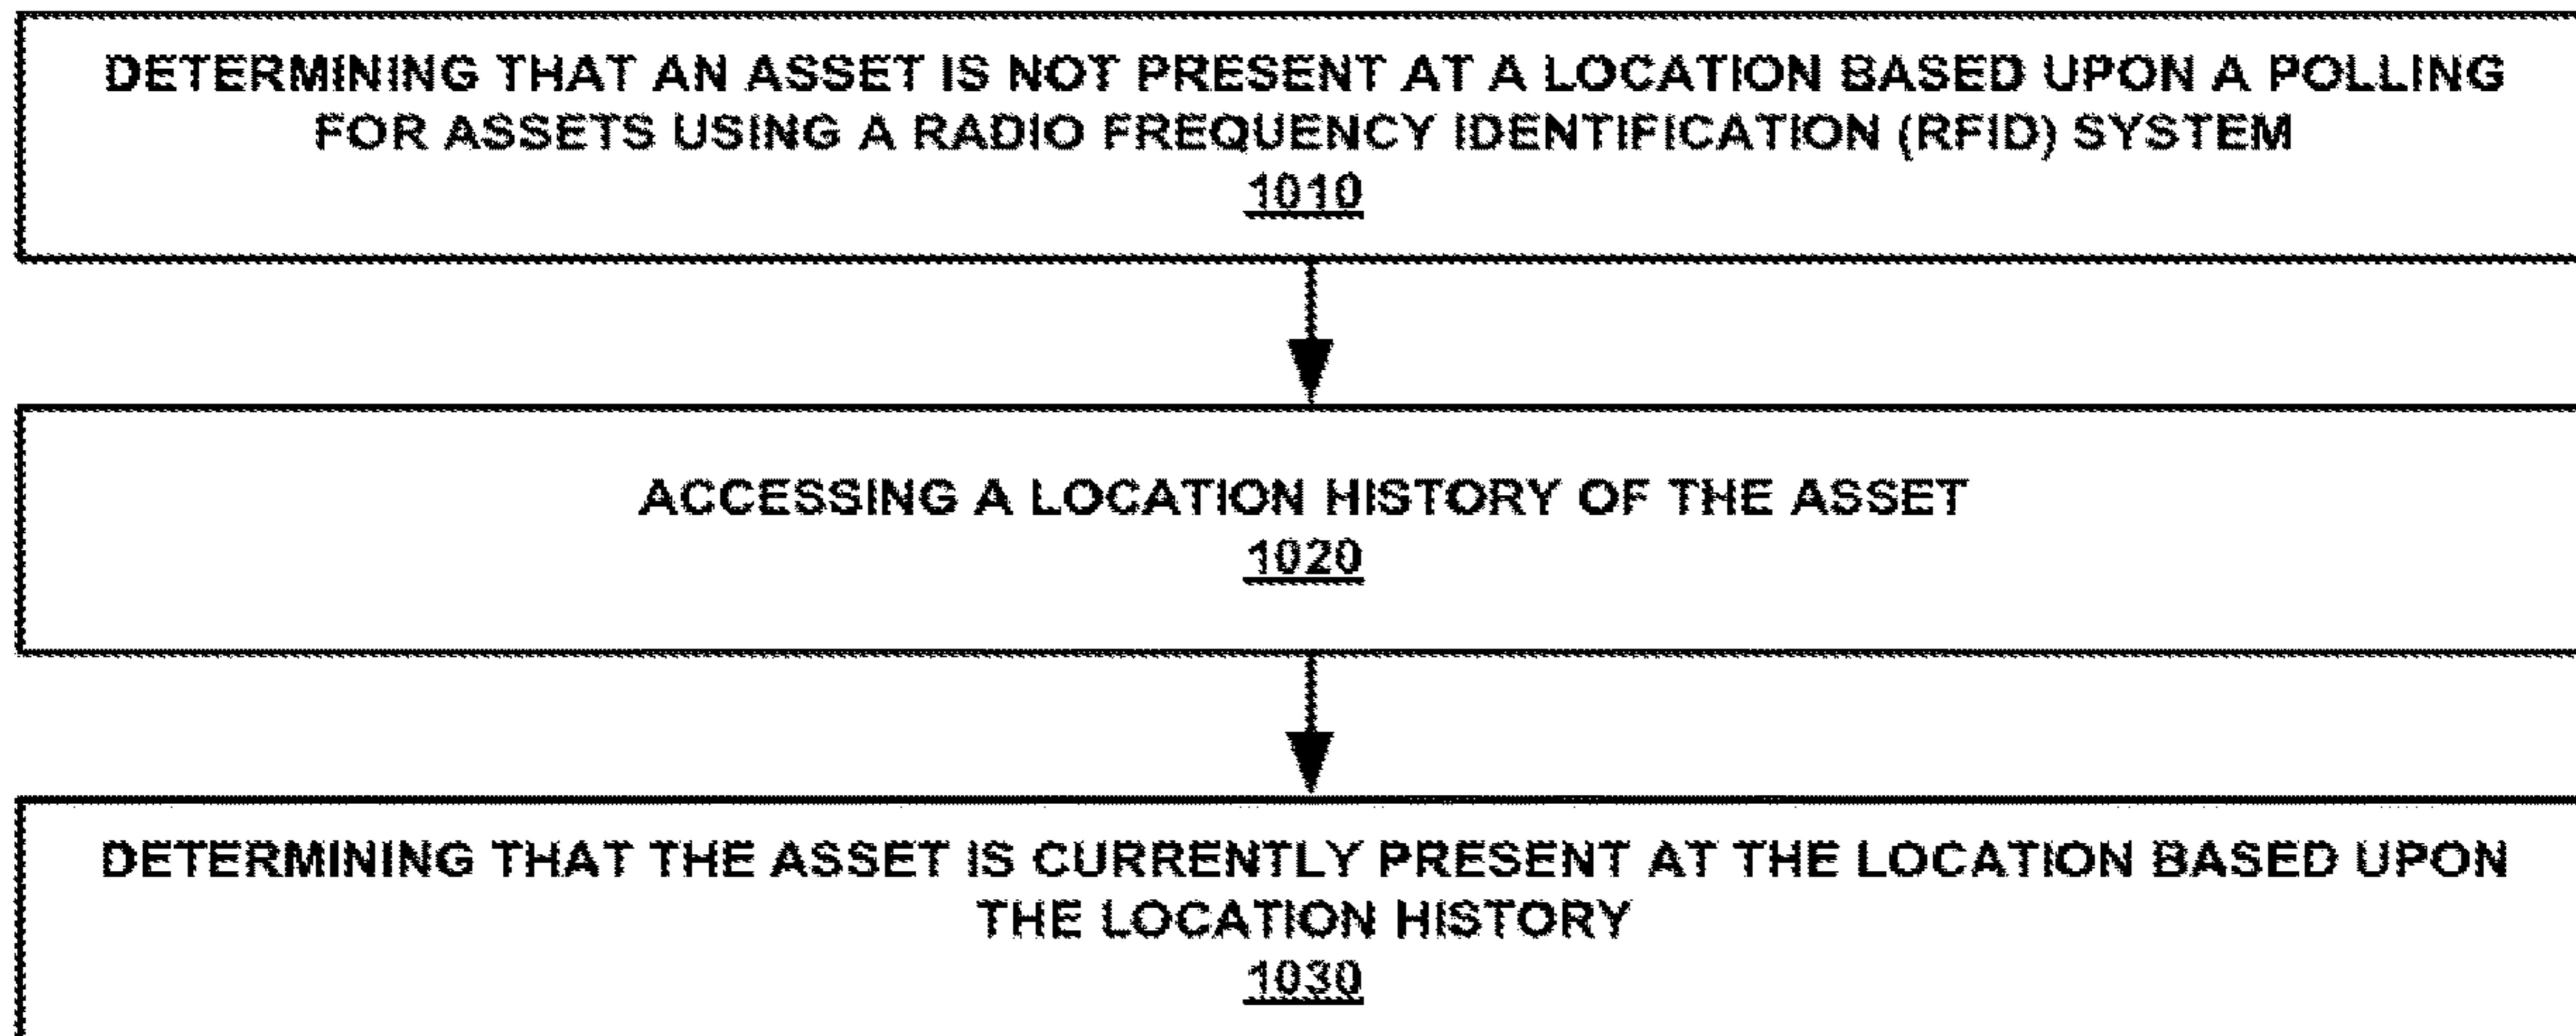 DETERMINING THAT AN ASSET IS NOT PRESENT AT A LOCATION BASED UPON A POLLING
FOR ASSETS USING A RADIO FREQUENCY IDENTIFICATION (RFID) SYSTEM
1010
ACCESSING A LOCATION HISTORY OF THE ASSET
1020
DETERMINING THAT THE ASSET IS CURRENTLY PRESENT AT THE LOCATION BASED UPON
THE LOCATION HISTORY
1030